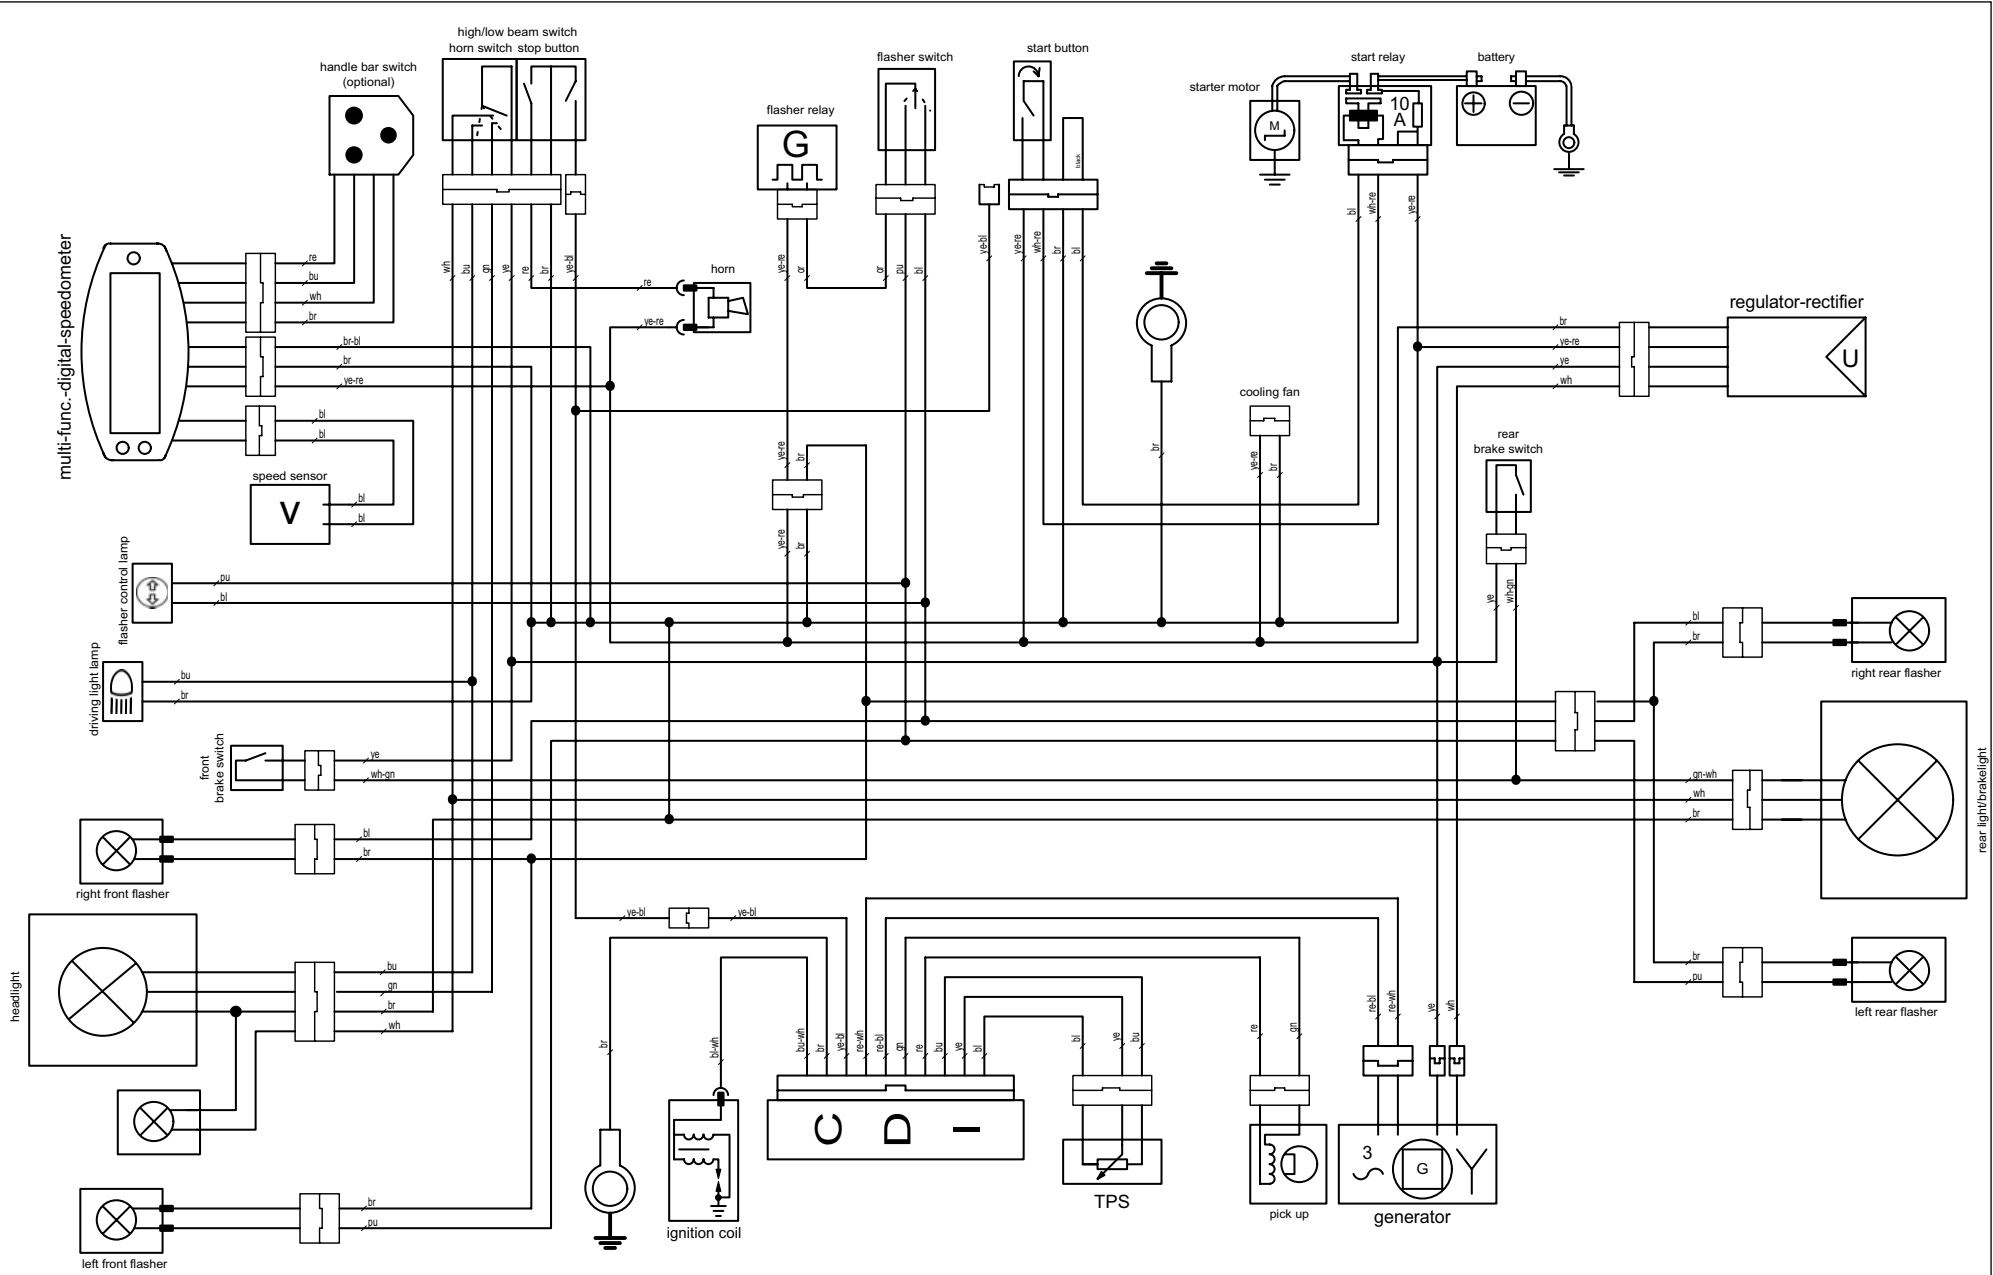 high/low beam switch
horn switch stop button
handle bar switch
(optional)
flasher relay
G
flasher switch
start button
black
starter motor
M
start relay
10
A
battery
multi-func.-digital-speedometer
re
bu
wh
br
br-bl
br
ye-re
bl
bl
speed sensor
V
bl
bl
wh
bu
gn
ye
re
br
ye-bl
re
horn
ye-re
ye-re
or
or
pu
bl
ye-bl
ye-re
wh-re
br
bl
bl
wh-re
ye-re
br
ye-re
ye
wh
regulator-rectifier
U
ye-re
br
ye-re
br
br
cooling fan
ye-re
br
rear
brake switch
ye
wh-gn
flasher control lamp
pu
bl
driving light lamp
bu
br
front
brake switch
ye
wh-gn
bl
br
right rear flasher
gn-wh
wh
br
rear light/brakelight
bl
br
right front flasher
headlight
bu
gn
br
wh
br
pu
left front flasher
br
pu
left rear flasher
ye-bl
ye-bl
br
bl-wh
ignition coil
bu-wh
br
ye-bl
re-wh
re-bl
gn
re
bu
ye
bl
C D I
bl
ye
bu
TPS
re
gn
pick up
re-bl
re-wh
ye
wh
3
G
generator